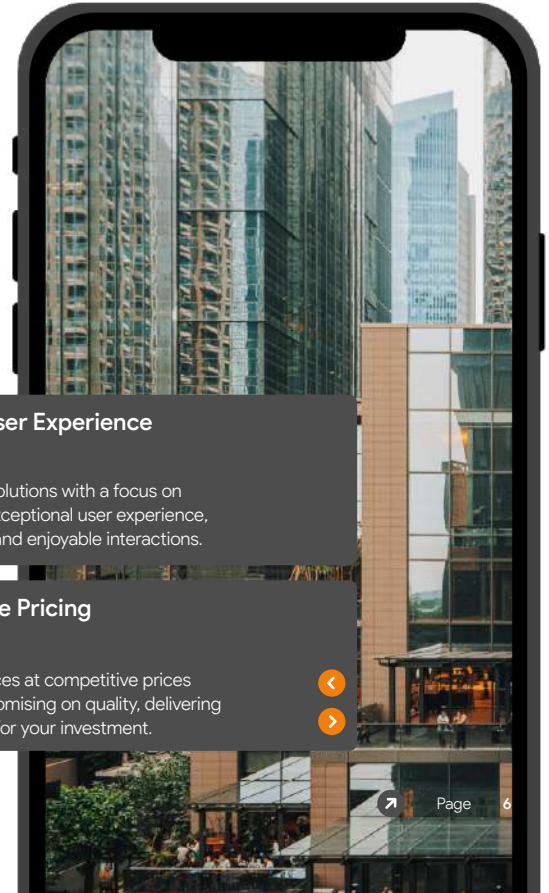 ser Experience
olutions with a focus on
xceptional user experience,
and enjoyable interactions.
e Pricing
ces at competitive prices
omising on quality, delivering
or your investment.
Page 6